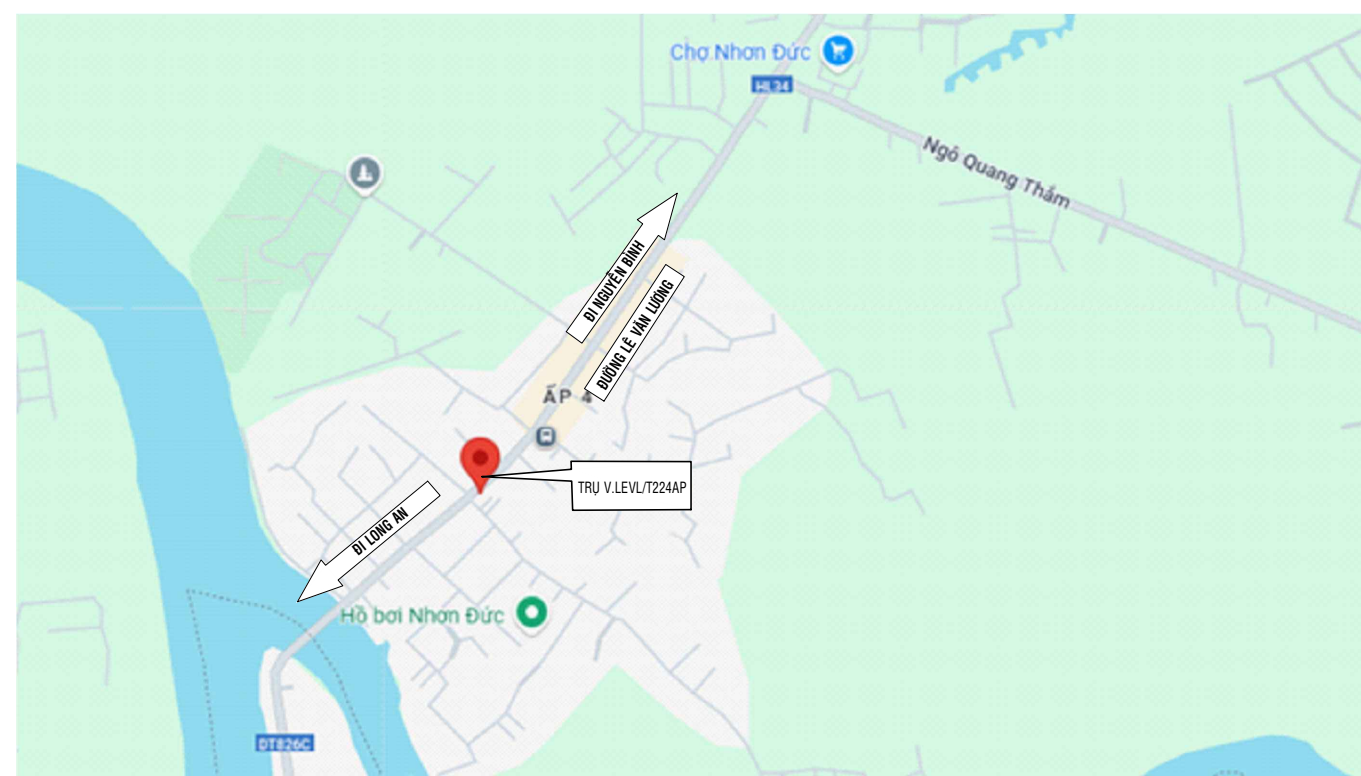 Chợ Nhơn Đức
HL34
Ngô Quang Thắm
ĐI NGUYỄN BÌNH
ĐƯỜNG LÊ VĂN LƯƠNG
ẤP 4
TRỤ V.LEVL/T224AP
ĐI LONG AN
Hồ bơi Nhơn Đức
ĐT826C